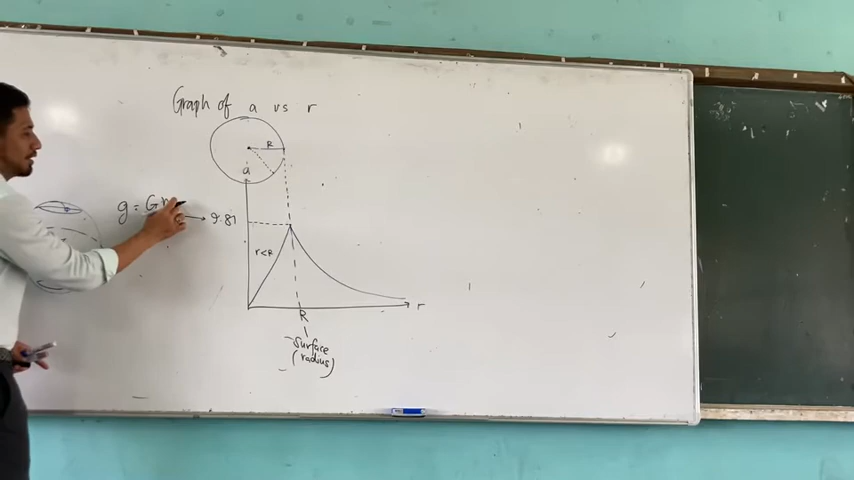 Graph of a vs r
R
a
g = G
9.81
r<R
r
R
Surface
(radius)